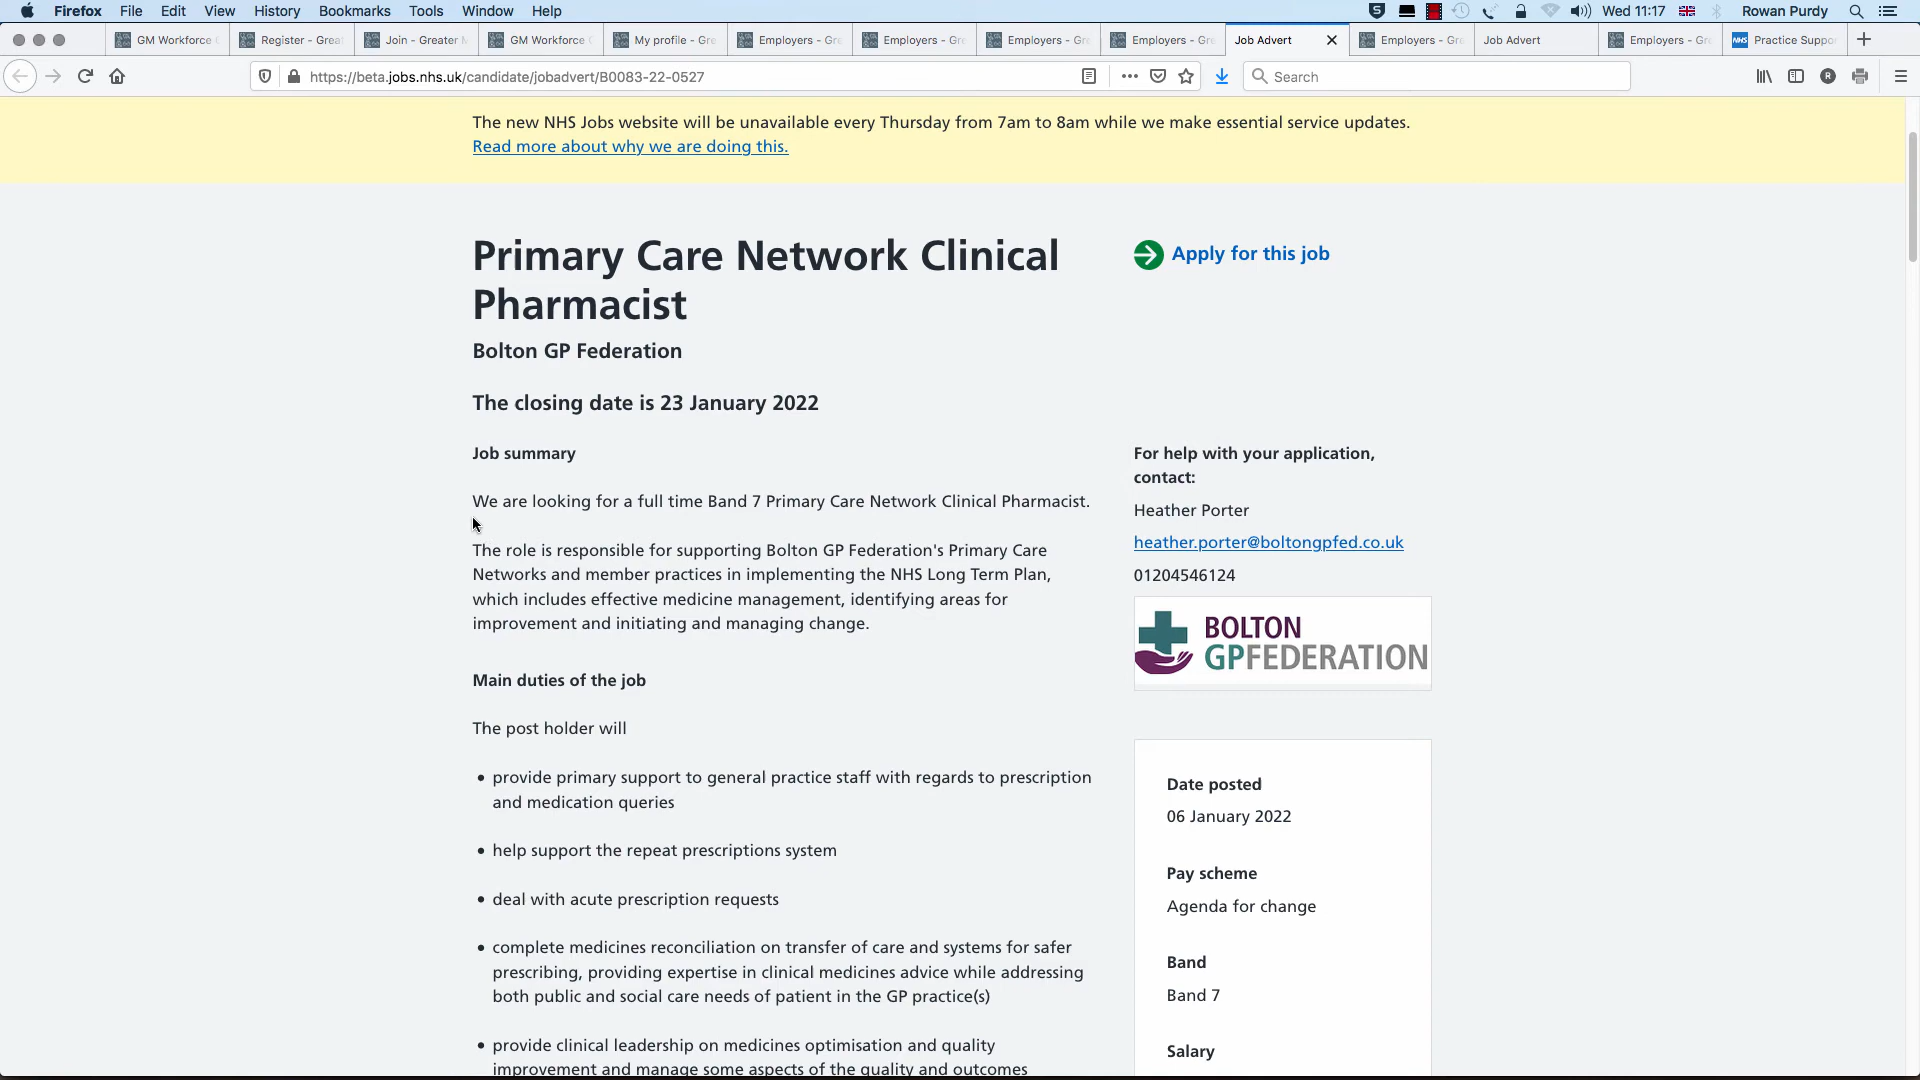 Firefox File Edit View History Bookmarks Tools Window Help Wed 11:17 Rowan Purdy
GM Workforce Register - Grea Join - Greater M GM Workforce My profile - Gre Employers - Gr Employers - Gr Employers - Gr Employers - Gr Job Advert Employers - Gr Job Advert Employers - Gr NHS Practice Suppo
https://beta.jobs.nhs.uk/candidate/jobadvert/B0083-22-0527 Search
The new NHS Jobs website will be unavailable every Thursday from 7am to 8am while we make essential service updates.
Read more about why we are doing this.
Primary Care Network Clinical
Pharmacist
Apply for this job
Bolton GP Federation
The closing date is 23 January 2022
Job summary
We are looking for a full time Band 7 Primary Care Network Clinical Pharmacist.
The role is responsible for supporting Bolton GP Federation's Primary Care
Networks and member practices in implementing the NHS Long Term Plan,
which includes effective medicine management, identifying areas for
improvement and initiating and managing change.
Main duties of the job
The post holder will
• provide primary support to general practice staff with regards to prescription
and medication queries
• help support the repeat prescriptions system
• deal with acute prescription requests
• complete medicines reconciliation on transfer of care and systems for safer
prescribing, providing expertise in clinical medicines advice while addressing
both public and social care needs of patient in the GP practice(s)
• provide clinical leadership on medicines optimisation and quality
improvement and manage some aspects of the quality and outcomes
For help with your application,
contact:
Heather Porter
heather.porter@boltongpfed.co.uk
01204546124
BOLTON
GPFEDERATION
Date posted
06 January 2022
Pay scheme
Agenda for change
Band
Band 7
Salary